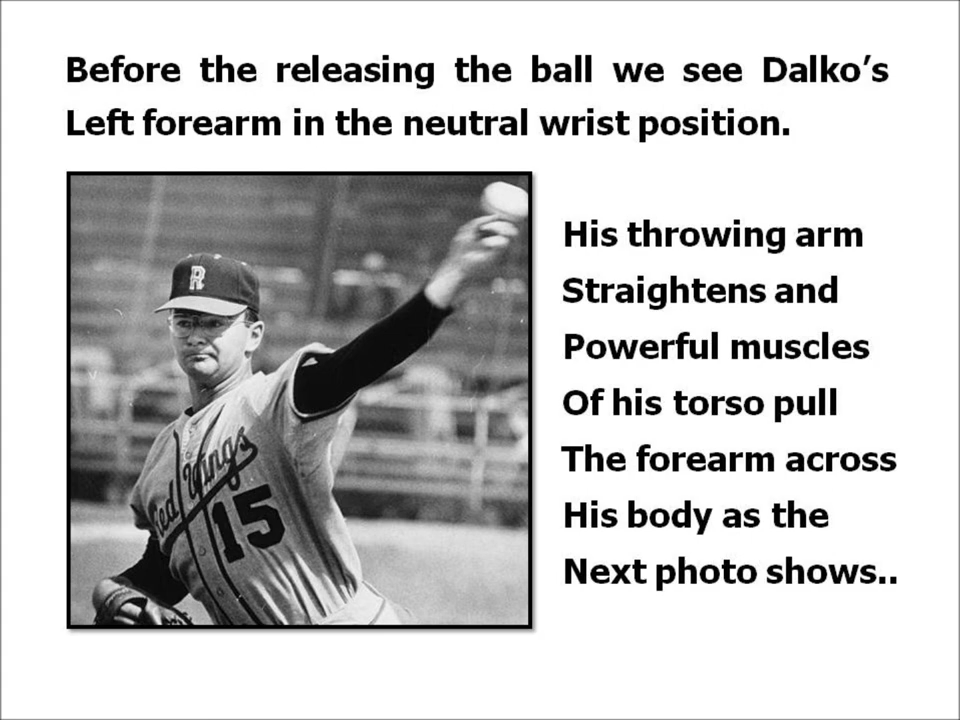 Before the releasing the ball we see Dalko’s
Left forearm in the neutral wrist position.
R
Red Wings
15
His throwing arm
Straightens and
Powerful muscles
Of his torso pull
The forearm across
His body as the
Next photo shows..